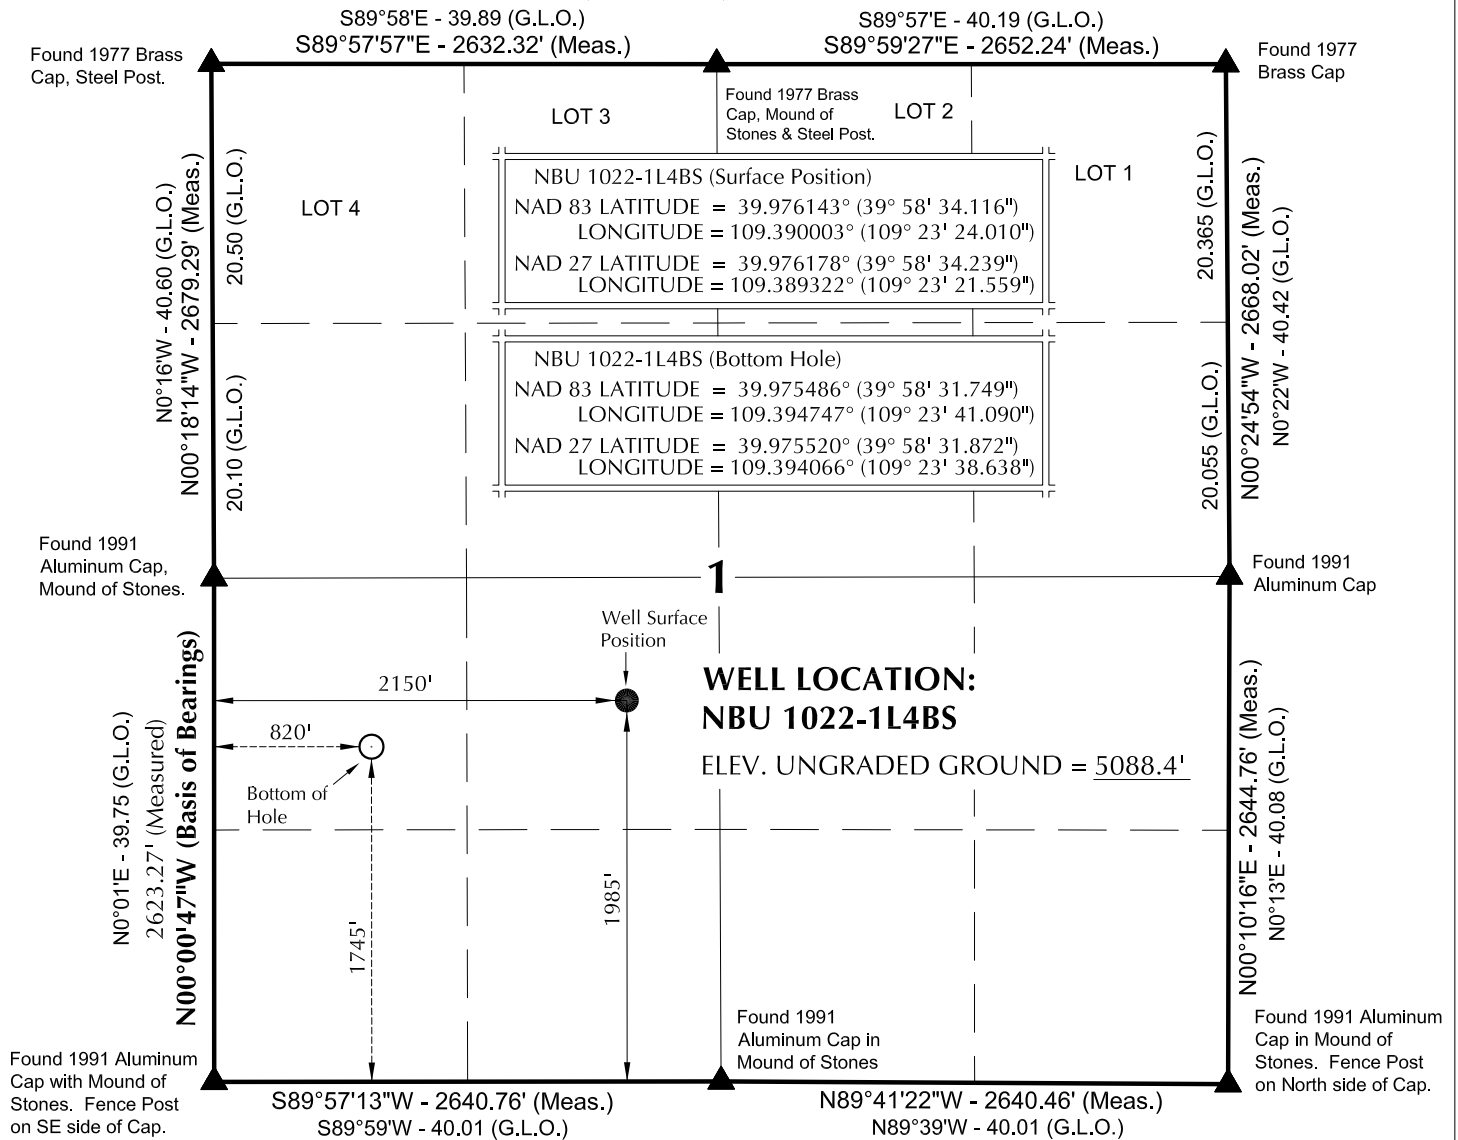 S89°58'E - 39.89 (G.L.O.)
S89°57'57"E - 2632.32' (Meas.)
S89°57'E - 40.19 (G.L.O.)
S89°59'27"E - 2652.24' (Meas.)
Found 1977 Brass
Cap, Steel Post.
Found 1977
Brass Cap
Found 1977 Brass
Cap, Mound of
Stones & Steel Post.
LOT 3
LOT 2
LOT 1
LOT 4
N0°16'W - 40.60 (G.L.O.)
N00°18'14"W - 2679.29' (Meas.)
20.50 (G.L.O.)
20.10 (G.L.O.)
20.365 (G.L.O.)
20.055 (G.L.O.)
N00°24'54"W - 2668.02' (Meas.)
N0°22'W - 40.42 (G.L.O.)
NBU 1022-1L4BS (Surface Position)
NAD 83 LATITUDE = 39.976143° (39° 58' 34.116")
LONGITUDE = 109.390003° (109° 23' 24.010")
NAD 27 LATITUDE = 39.976178° (39° 58' 34.239")
LONGITUDE = 109.389322° (109° 23' 21.559")
NBU 1022-1L4BS (Bottom Hole)
NAD 83 LATITUDE = 39.975486° (39° 58' 31.749")
LONGITUDE = 109.394747° (109° 23' 41.090")
NAD 27 LATITUDE = 39.975520° (39° 58' 31.872")
LONGITUDE = 109.394066° (109° 23' 38.638")
Found 1991
Aluminum Cap,
Mound of Stones.
1
Found 1991
Aluminum Cap
Well Surface
Position
2150'
820'
Bottom of
Hole
1745'
1985'
WELL LOCATION:
NBU 1022-1L4BS
ELEV. UNGRADED GROUND = 5088.4'
N0°01'E - 39.75 (G.L.O.)
2623.27' (Measured)
N00°00'47"W (Basis of Bearings)
N00°10'16"E - 2644.76' (Meas.)
N0°13'E - 40.08 (G.L.O.)
Found 1991 Aluminum
Cap with Mound of
Stones. Fence Post
on SE side of Cap.
Found 1991
Aluminum Cap in
Mound of Stones
Found 1991 Aluminum
Cap in Mound of
Stones. Fence Post
on North side of Cap.
S89°57'13"W - 2640.76' (Meas.)
S89°59'W - 40.01 (G.L.O.)
N89°41'22"W - 2640.46' (Meas.)
N89°39'W - 40.01 (G.L.O.)